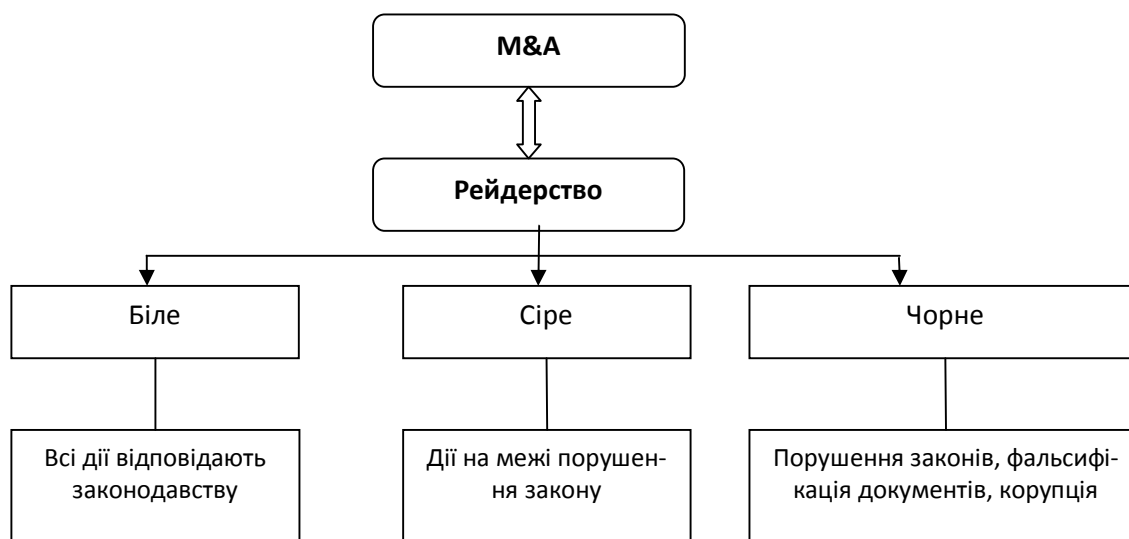 M&A
Рейдерство
Біле
Сіре
Чорне
Всі дії відповідають
законодавству
Дії на межі порушен-
ня закону
Порушення законів, фальсифі-
кація документів, корупція